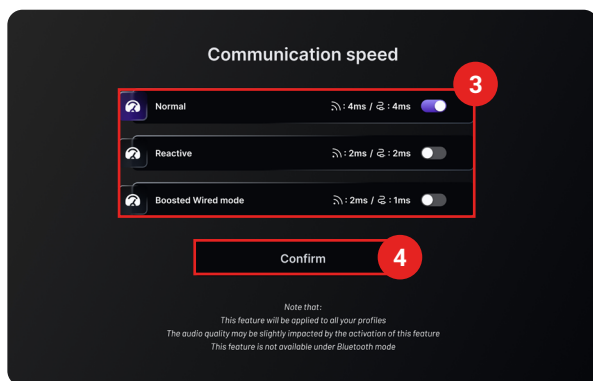 Communication speed
3
Normal : 4ms / : 4ms
Reactive : 2ms / : 2ms
Boosted Wired mode : 2ms / : 1ms
Confirm
4
Note that:
This feature will be applied to all your profiles
The audio quality may be slightly impacted by the activation of this feature
This feature is not available under Bluetooth mode